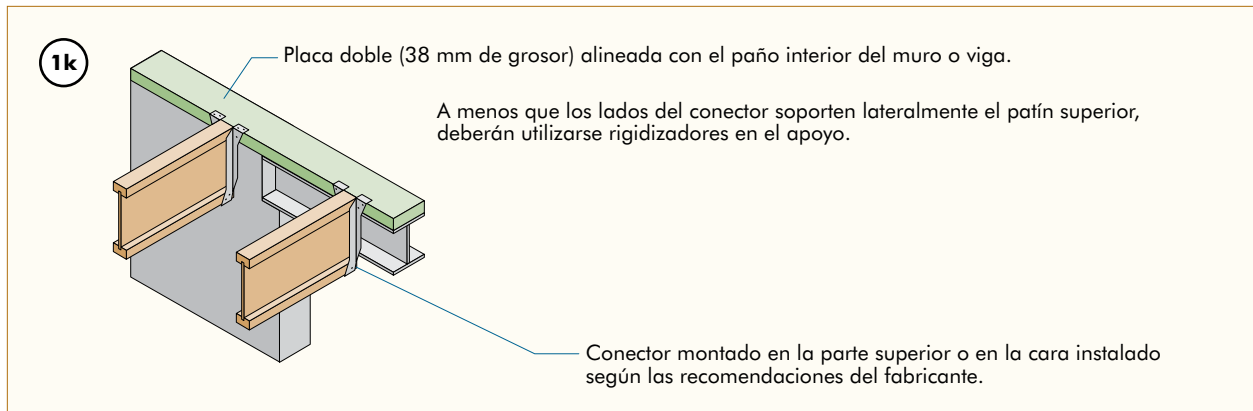 1k
Placa doble (38 mm de grosor) alineada con el paño interior del muro o viga.
A menos que los lados del conector soporten lateralmente el patín superior,
deberán utilizarse rigidizadores en el apoyo.
Conector montado en la parte superior o en la cara instalado
según las recomendaciones del fabricante.